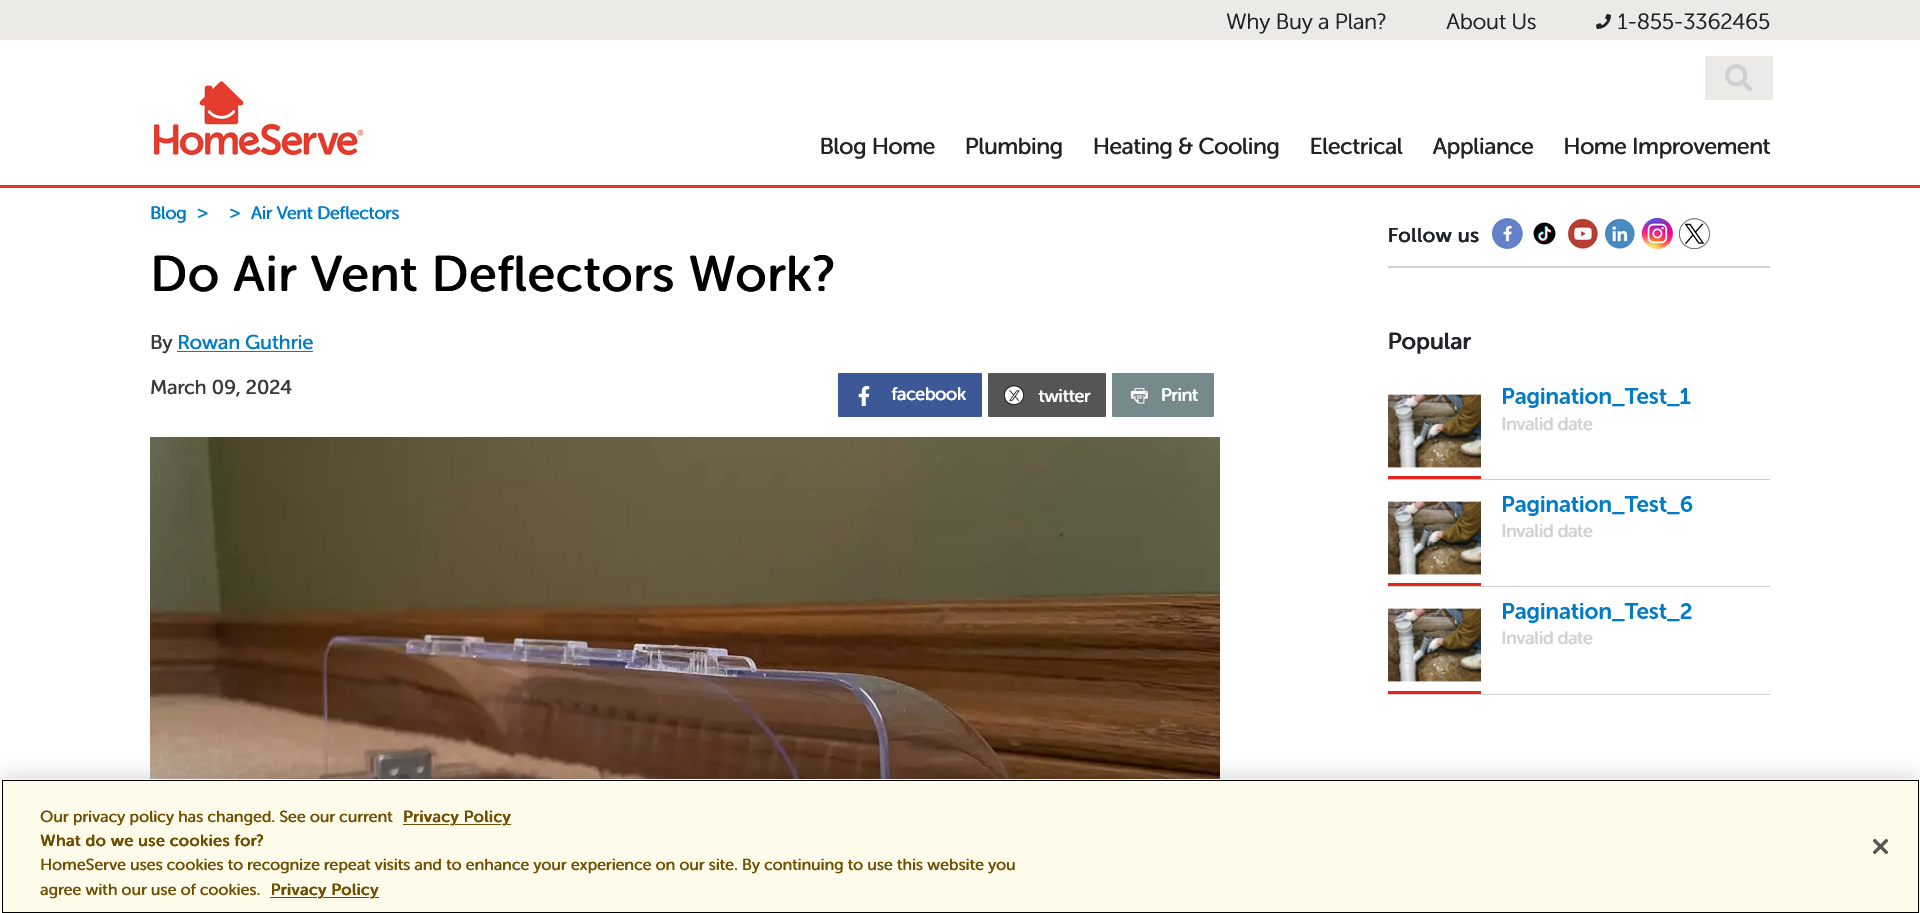 Why Buy a Plan? About Us 1-855-3362465
HomeServe®
Blog Home Plumbing Heating & Cooling Electrical Appliance Home Improvement
Blog > > Air Vent Deflectors
Do Air Vent Deflectors Work?
By Rowan Guthrie
March 09, 2024
facebook twitter Print
Follow us
Popular
Pagination_Test_1
Invalid date
Pagination_Test_6
Invalid date
Pagination_Test_2
Invalid date
Our privacy policy has changed. See our current Privacy Policy
What do we use cookies for?
HomeServe uses cookies to recognize repeat visits and to enhance your experience on our site. By continuing to use this website you
agree with our use of cookies. Privacy Policy